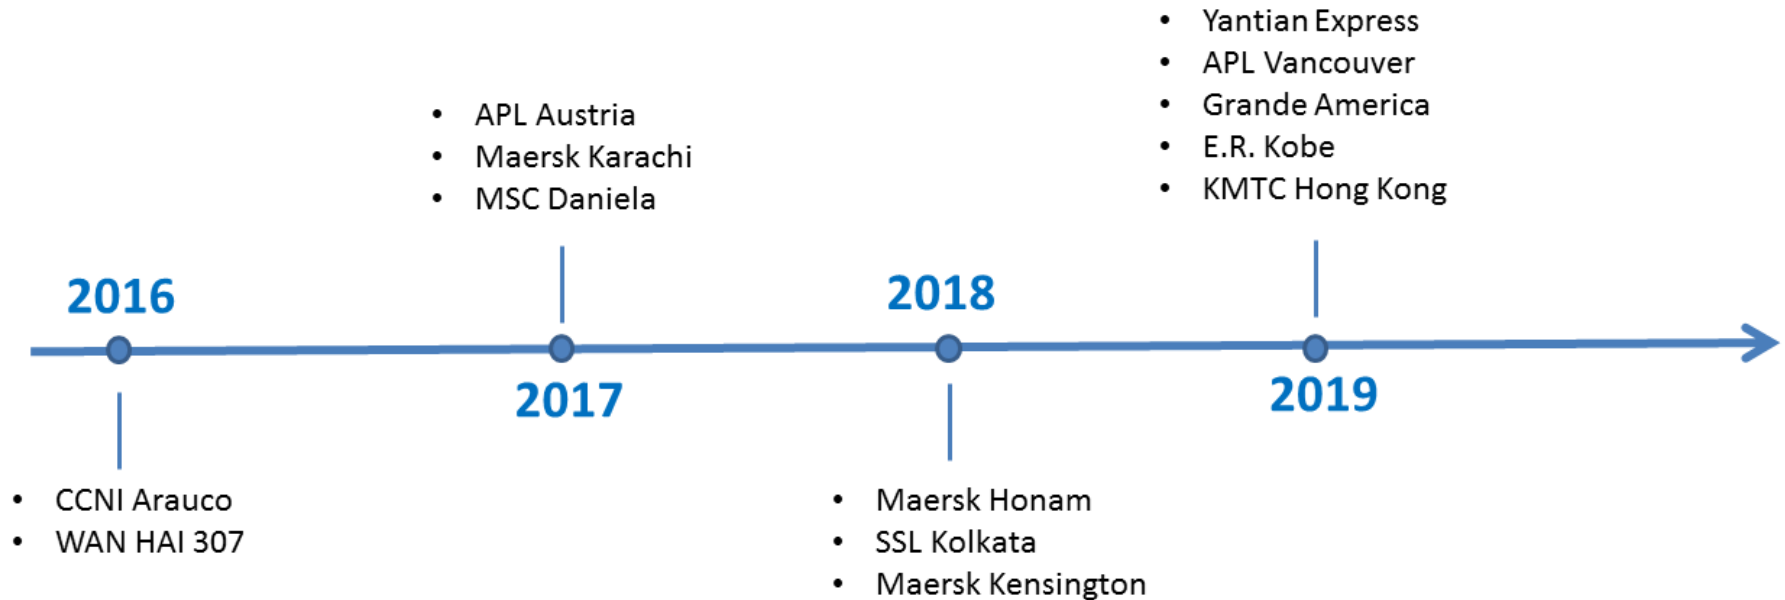 2016
• CCNI Arauco
• WAN HAI 307
• APL Austria
• Maersk Karachi
• MSC Daniela
2017
2018
• Maersk Honam
• SSL Kolkata
• Maersk Kensington
• Yantian Express
• APL Vancouver
• Grande America
• E.R. Kobe
• KMTC Hong Kong
2019